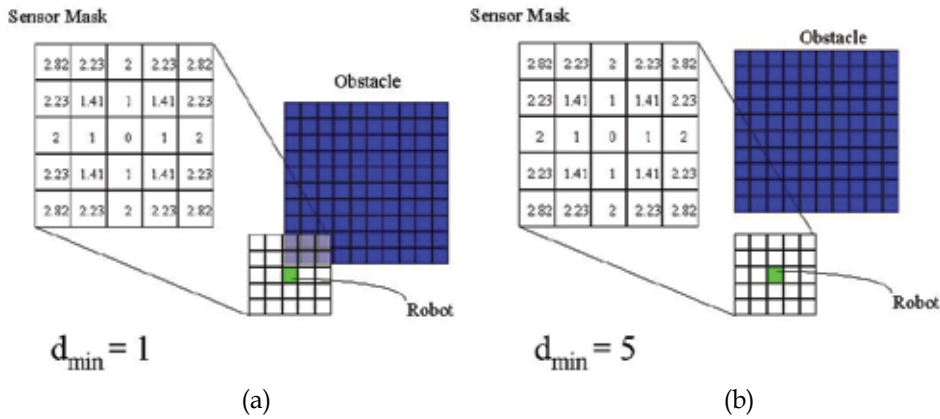 Sensor Mask
2.82 2.23 2 2.23 2.82
2.23 1.41 1 1.41 2.23
2 1 0 1 2
2.23 1.41 1 1.41 2.23
2.82 2.23 2 2.23 2.82
Obstacle
Robot
d_min = 1
(a)
Sensor Mask
2.82 2.23 2 2.23 2.82
2.23 1.41 1 1.41 2.23
2 1 0 1 2
2.23 1.41 1 1.41 2.23
2.82 2.23 2 2.23 2.82
Obstacle
Robot
d_min = 5
(b)